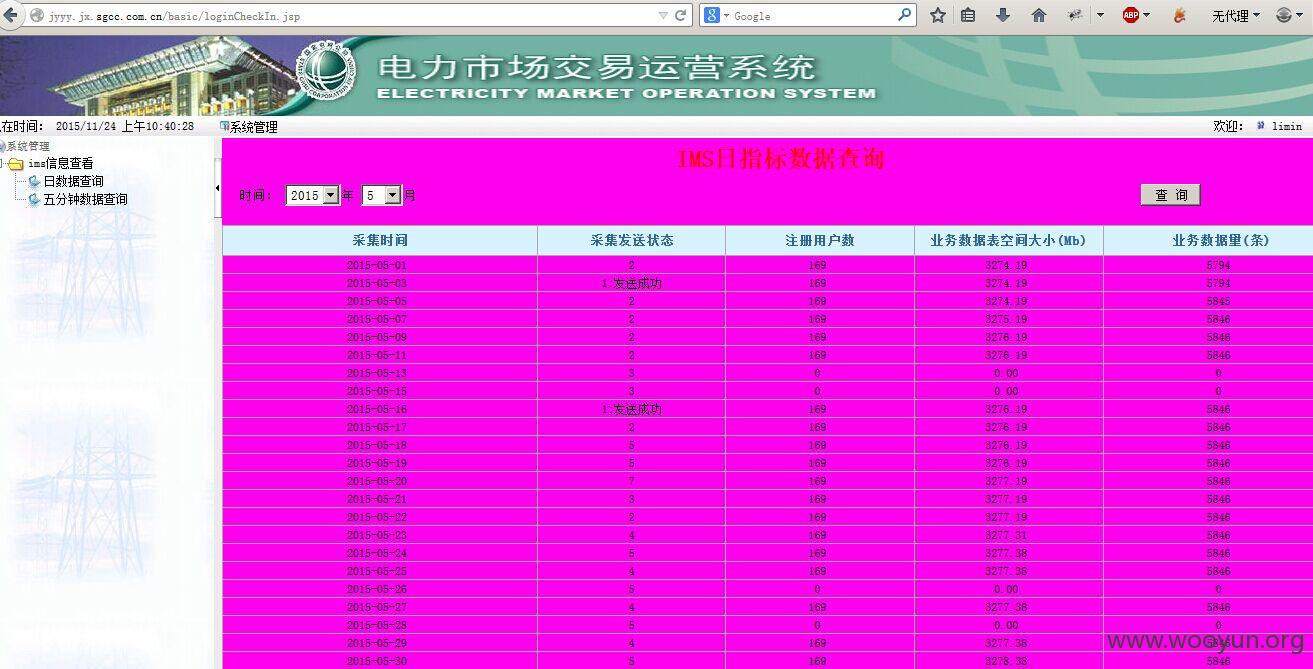 jyyy.jx.sgcc.com.cn/basic/loginCheckIn.jsp Google ABP 无代理
电力市场交易运营系统
ELECTRICITY MARKET OPERATION SYSTEM
在时间: 2015/11/24 上午10:40:28 系统管理 欢迎: limin
系统管理
ims信息查看
日数据查询
五分钟数据查询
IMS日指标数据查询
时间: 2015 年 5 月 查 询
采集时间 采集发送状态 注册用户数 业务数据表空间大小(Mb) 业务数据量(条)
2015-05-01 2 169 3274.19 5794
2015-05-03 1:发送成功 169 3274.19 5794
2015-05-05 2 169 3274.19 5845
2015-05-07 2 169 3275.19 5846
2015-05-09 2 169 3276.19 5846
2015-05-11 2 169 3276.19 5846
2015-05-13 3 0 0.00 0
2015-05-15 3 0 0.00 0
2015-05-16 1:发送成功 169 3276.19 5846
2015-05-17 2 169 3276.19 5846
2015-05-18 5 169 3276.19 5846
2015-05-19 5 169 3276.19 5846
2015-05-20 7 169 3277.19 5846
2015-05-21 3 169 3277.19 5846
2015-05-22 2 169 3277.19 5846
2015-05-23 4 169 3277.31 5846
2015-05-24 5 169 3277.38 5846
2015-05-25 4 169 3277.38 5846
2015-05-26 5 0 0.00 0
2015-05-27 4 169 3277.38 5846
2015-05-28 5 0 0.00 0
2015-05-29 4 169 3277.38 5846
2015-05-30 5 169 3278.38 5846
www.wooyun.org